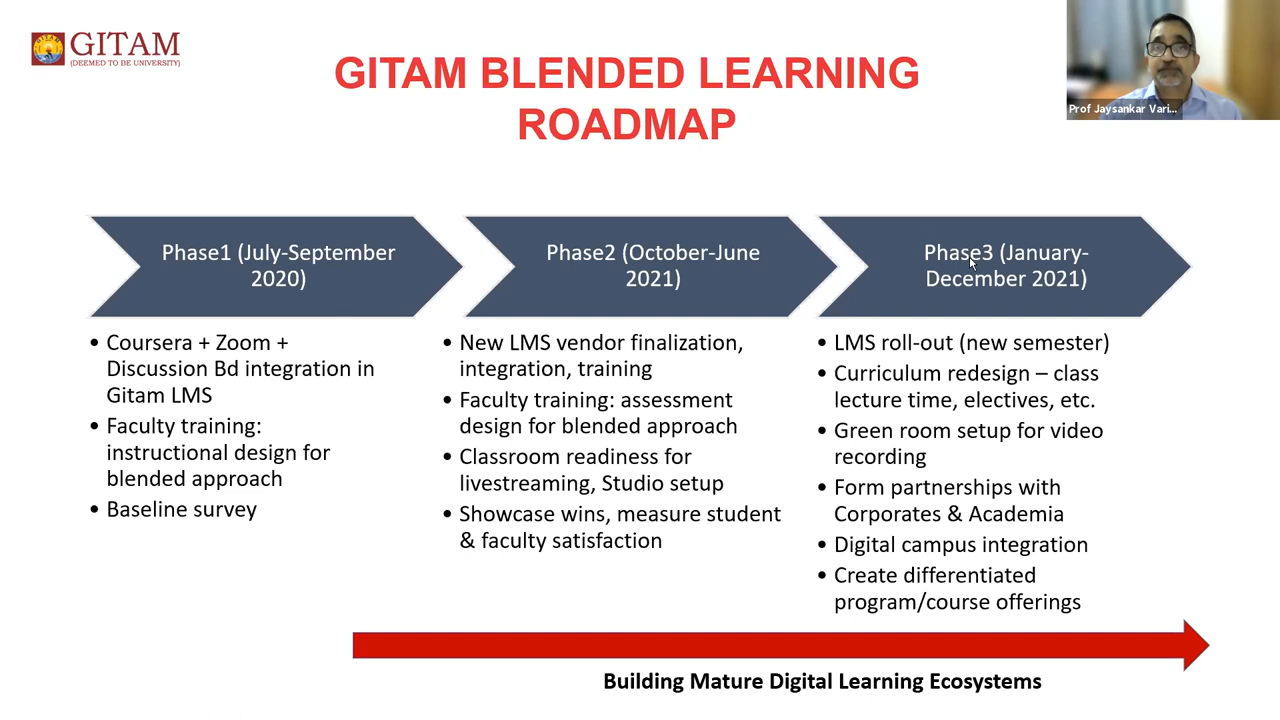 GITAM
(DEEMED TO BE UNIVERSITY)
GITAM BLENDED LEARNING
ROADMAP
Prof Jaysankar Vari...
Phase1 (July-September
2020)
• Coursera + Zoom +
Discussion Bd integration in
Gitam LMS
• Faculty training:
instructional design for
blended approach
• Baseline survey
Phase2 (October-June
2021)
• New LMS vendor finalization,
integration, training
• Faculty training: assessment
design for blended approach
• Classroom readiness for
livestreaming, Studio setup
• Showcase wins, measure student
& faculty satisfaction
Phase3 (January-
December 2021)
• LMS roll-out (new semester)
• Curriculum redesign – class
lecture time, electives, etc.
• Green room setup for video
recording
• Form partnerships with
Corporates & Academia
• Digital campus integration
• Create differentiated
program/course offerings
Building Mature Digital Learning Ecosystems